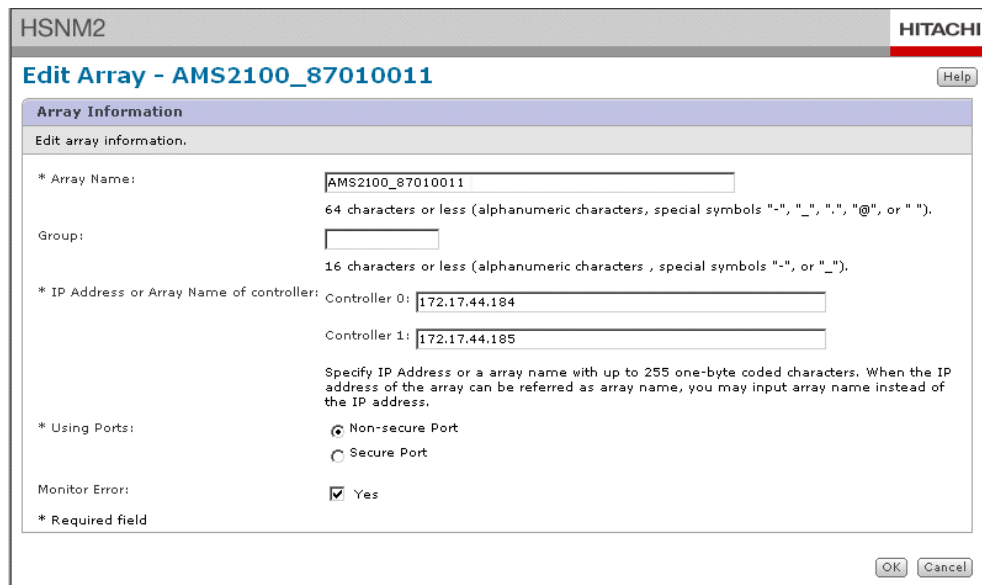 HSNM2
HITACHI
Edit Array - AMS2100_87010011
Help
Array Information
Edit array information.
* Array Name:
AMS2100_87010011
64 characters or less (alphanumeric characters, special symbols "-", "_", ".", "@", or " ").
Group:
16 characters or less (alphanumeric characters , special symbols "-", or "_").
* IP Address or Array Name of controller: Controller 0: 172.17.44.184
Controller 1: 172.17.44.185
Specify IP Address or a array name with up to 255 one-byte coded characters. When the IP
address of the array can be referred as array name, you may input array name instead of
the IP address.
* Using Ports:
Non-secure Port
Secure Port
Monitor Error:
Yes
* Required field
OK Cancel